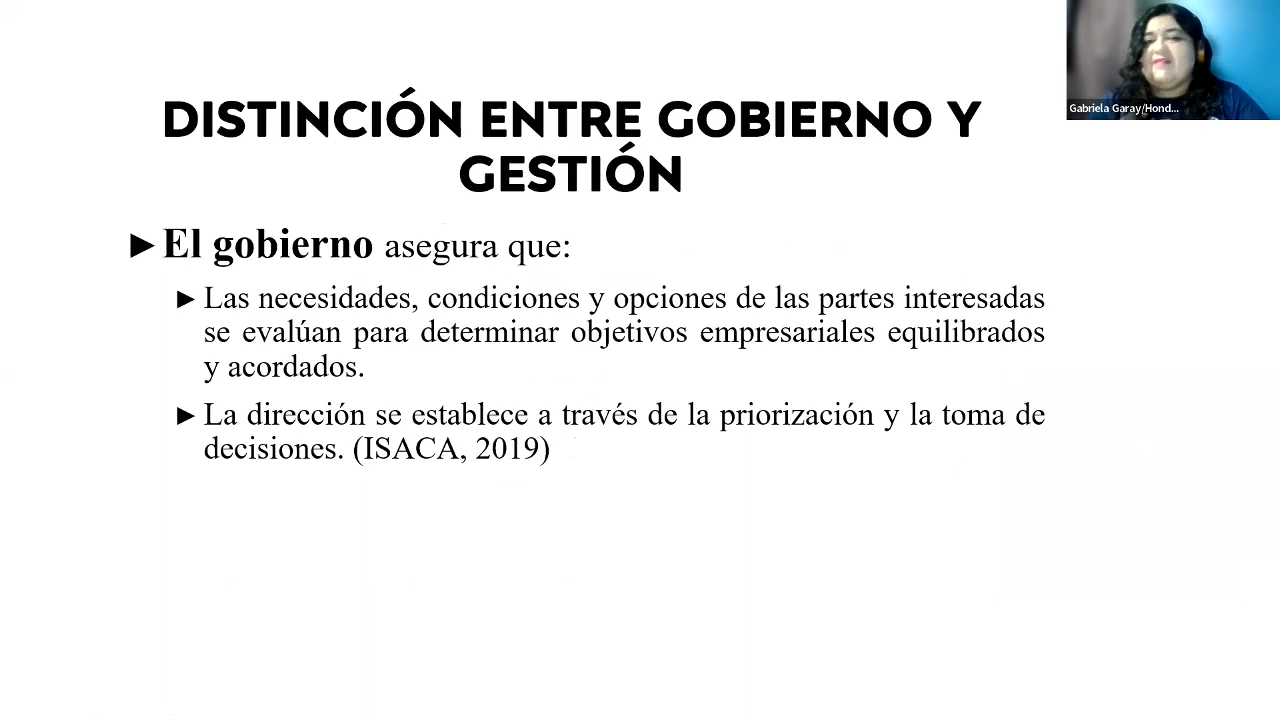 DISTINCIÓN ENTRE GOBIERNO Y
GESTIÓN
►El gobierno asegura que:
►Las necesidades, condiciones y opciones de las partes interesadas
se evalúan para determinar objetivos empresariales equilibrados
y acordados.
►La dirección se establece a través de la priorización y la toma de
decisiones. (ISACA, 2019)
Gabriela Garay/Hond...